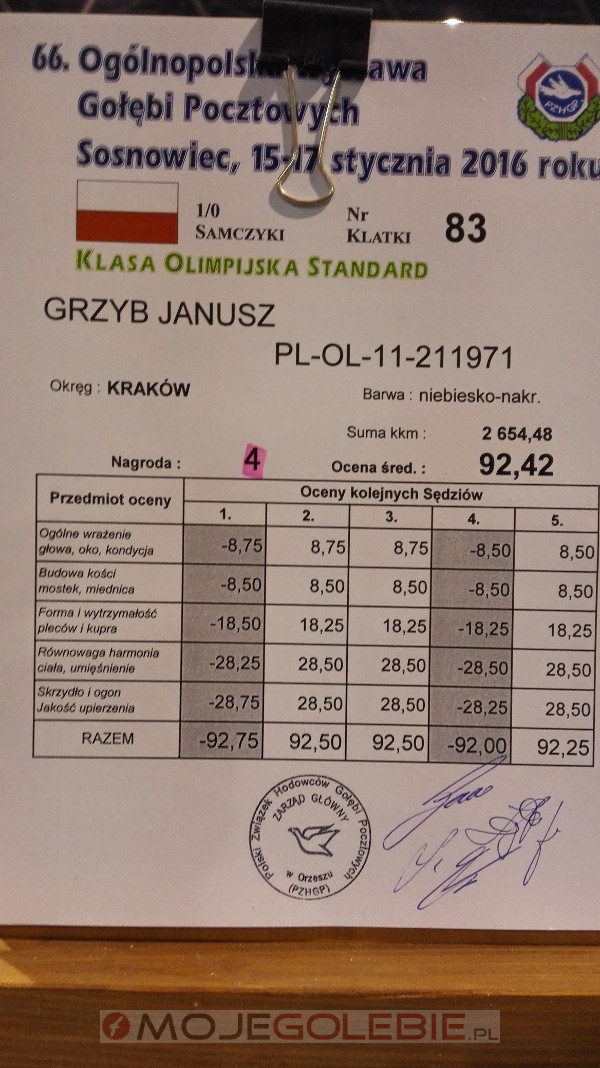 66. Ogólnopolska Wystawa
Gołębi Pocztowych
Sosnowiec, 15-17 stycznia 2016 roku
PZHGP
1/0
SAMCZYKI
Nr
KLATKI
83
KLASA OLIMPIJSKA STANDARD
GRZYB JANUSZ
PL-OL-11-211971
Okręg : KRAKÓW
Barwa : niebiesko-nakr.
Suma kkm : 2 654,48
Nagroda : 4
Ocena śred. : 92,42
Przedmiot oceny
Oceny kolejnych Sędziów
1. 2. 3. 4. 5.
Ogólne wrażenie
głowa, oko, kondycja
-8,75 8,75 8,75 -8,50 8,50
Budowa kości
mostek, miednica
-8,50 8,50 8,50 -8,50 8,50
Forma i wytrzymałość
pleców i kupra
-18,50 18,25 18,25 -18,25 18,25
Równowaga harmonia
ciała, umięśnienie
-28,25 28,50 28,50 -28,50 28,50
Skrzydło i ogon
Jakość upierzenia
-28,75 28,50 28,50 -28,25 28,50
RAZEM -92,75 92,50 92,50 -92,00 92,25
Polski Związek Hodowców Gołębi Pocztowych
ZARZĄD GŁÓWNY
w Orzeszu
(PZHGP)
MOJEGOLEBIE.PL